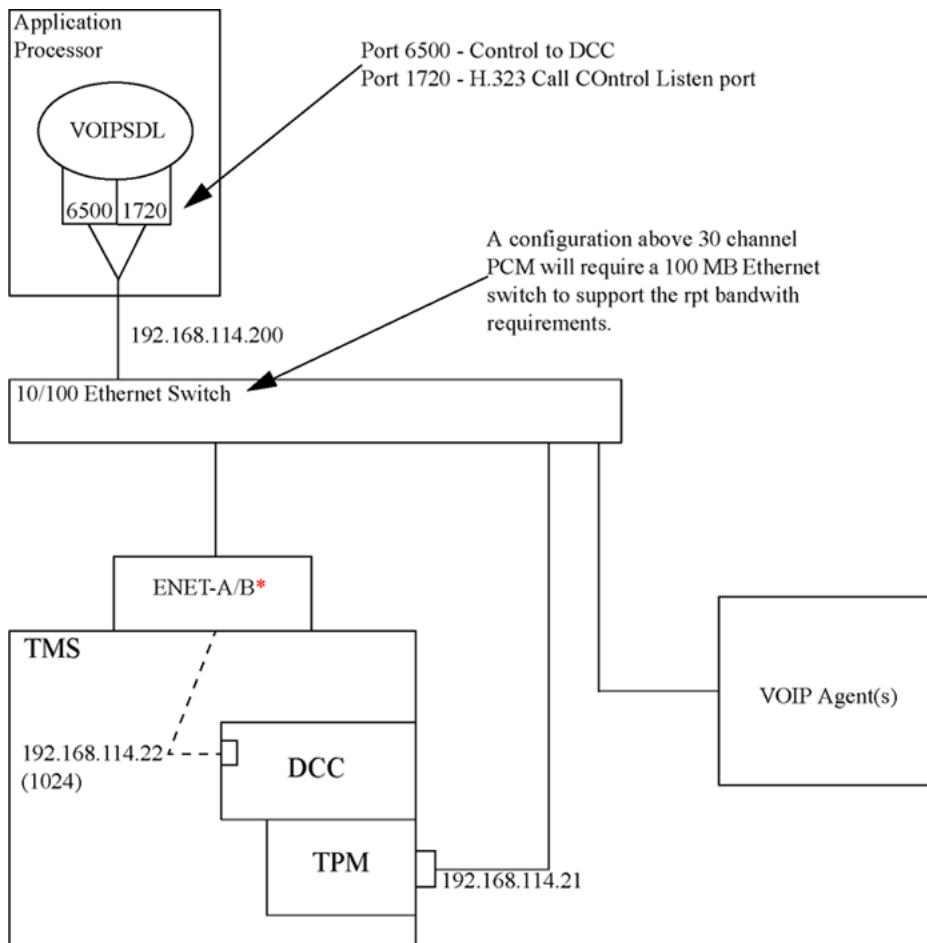 Application
Processor
Port 6500 - Control to DCC
Port 1720 - H.323 Call COntrol Listen port
VOIPSDL
6500 1720
A configuration above 30 channel
PCM will require a 100 MB Ethernet
switch to support the rpt bandwith
requirements.
192.168.114.200
10/100 Ethernet Switch
ENET-A/B*
TMS
VOIP Agent(s)
192.168.114.22
(1024)
DCC
TPM
192.168.114.21